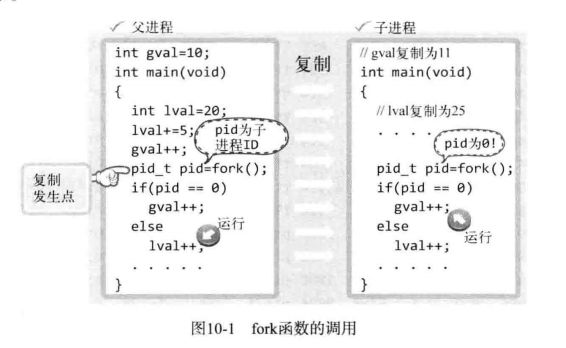 ✓ 父进程
int gval=10;
int main(void)
{
int lval=20;
lval+=5;
gval++;
pid为子
进程ID
pid_t pid=fork();
if(pid == 0)
gval++;
else
lval++;
运行
. . . . .
}
复制
发生点
复制
✓ 子进程
// gval复制为11
int main(void)
{
// lval复制为25
. . . .
pid为0!
pid_t pid=fork();
if(pid == 0)
gval++;
else
运行
lval++;
. . . . .
}
图10-1 fork函数的调用